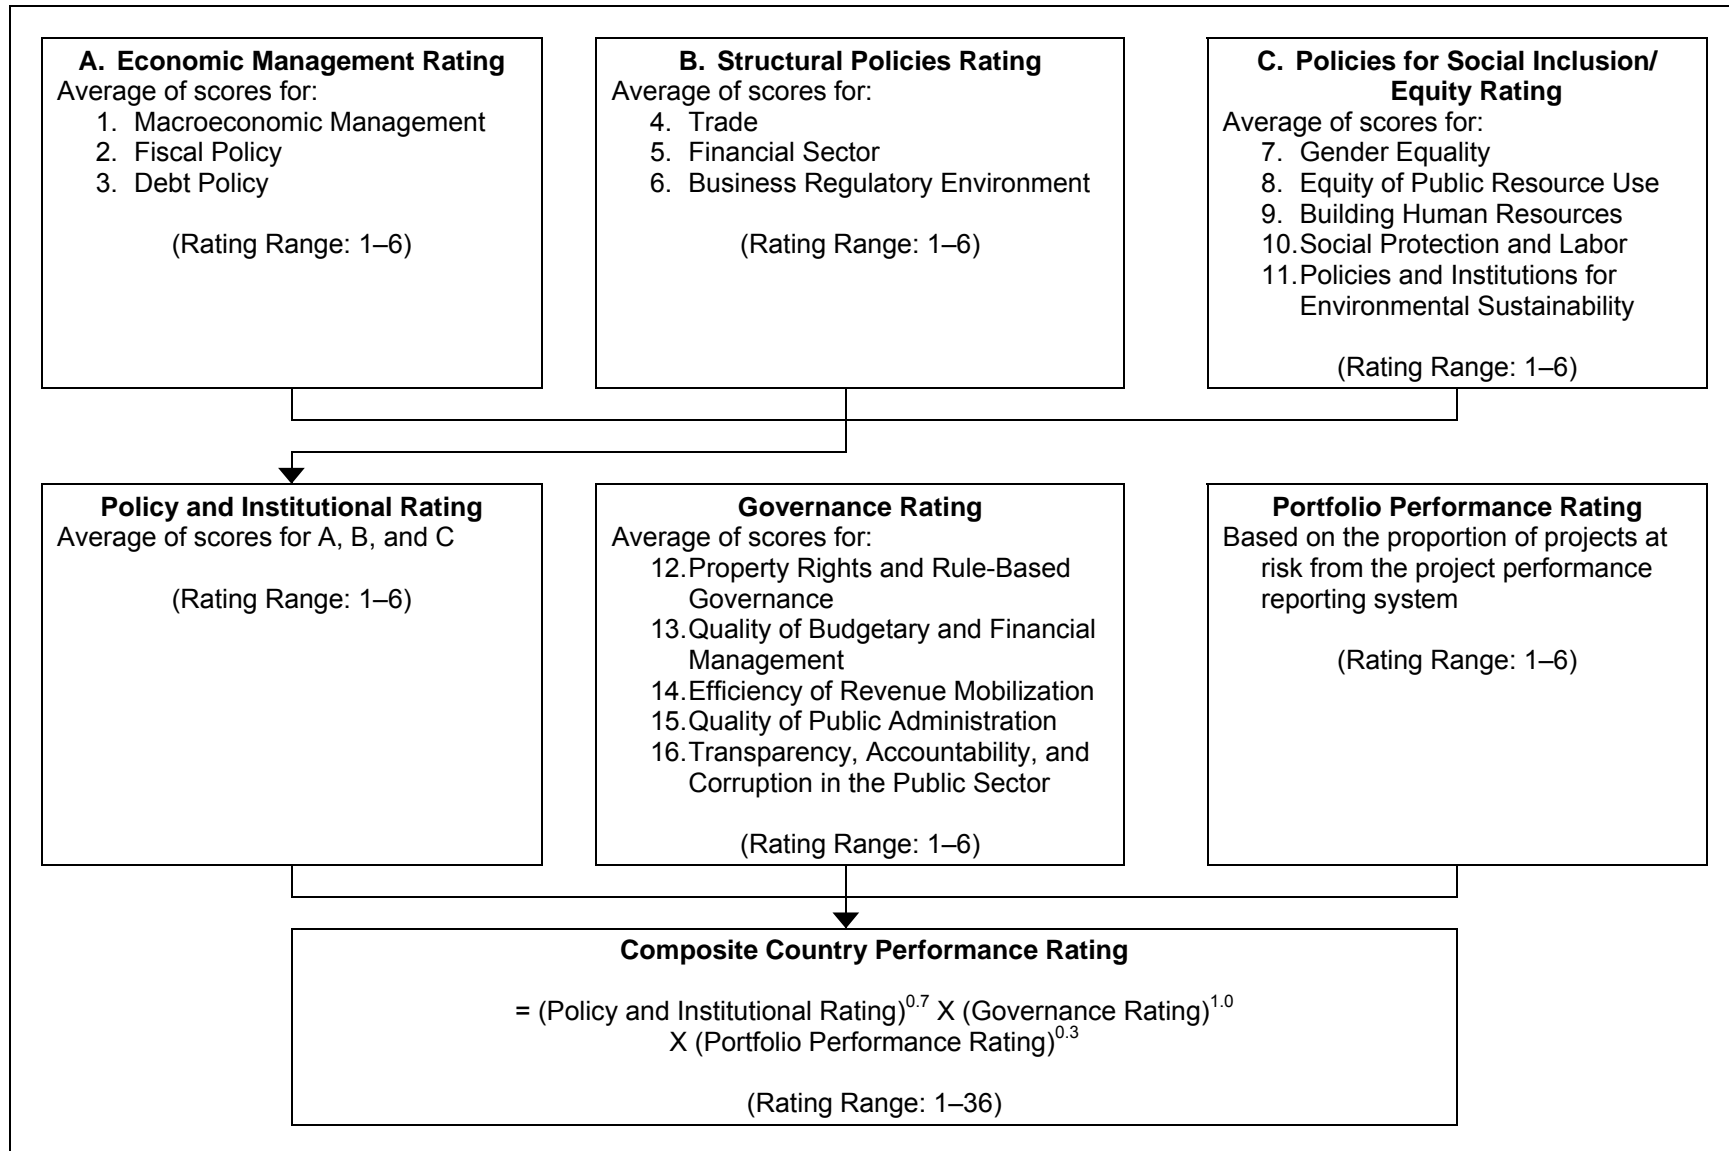 A. Economic Management Rating
Average of scores for:
1. Macroeconomic Management
2. Fiscal Policy
3. Debt Policy
(Rating Range: 1–6)
B. Structural Policies Rating
Average of scores for:
4. Trade
5. Financial Sector
6. Business Regulatory Environment
(Rating Range: 1–6)
C. Policies for Social Inclusion/
Equity Rating
Average of scores for:
7. Gender Equality
8. Equity of Public Resource Use
9. Building Human Resources
10. Social Protection and Labor
11. Policies and Institutions for
Environmental Sustainability
(Rating Range: 1–6)
Policy and Institutional Rating
Average of scores for A, B, and C
(Rating Range: 1–6)
Governance Rating
Average of scores for:
12. Property Rights and Rule-Based
Governance
13. Quality of Budgetary and Financial
Management
14. Efficiency of Revenue Mobilization
15. Quality of Public Administration
16. Transparency, Accountability, and
Corruption in the Public Sector
(Rating Range: 1–6)
Portfolio Performance Rating
Based on the proportion of projects at
risk from the project performance
reporting system
(Rating Range: 1–6)
Composite Country Performance Rating
= (Policy and Institutional Rating)^0.7 X (Governance Rating)^1.0
X (Portfolio Performance Rating)^0.3
(Rating Range: 1–36)